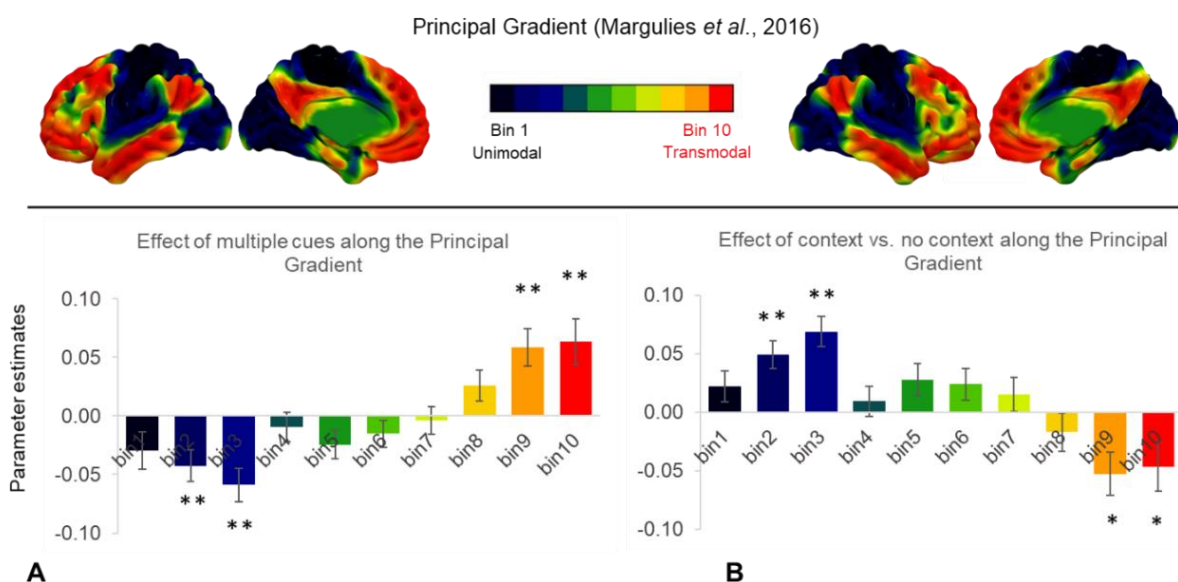 Principal Gradient (Margulies et al., 2016)
Bin 1
Unimodal
Bin 10
Transmodal
Effect of multiple cues along the Principal
Gradient
Parameter estimates
0.10
0.05
0.00
-0.05
-0.10
bin1
bin2
bin3
bin4
bin5
bin6
bin7
bin8
bin9
bin10
**
**
**
**
A
Effect of context vs. no context along the Principal
Gradient
0.10
0.05
0.00
-0.05
-0.10
bin1
bin2
bin3
bin4
bin5
bin6
bin7
bin8
bin9
bin10
**
**
*
*
B